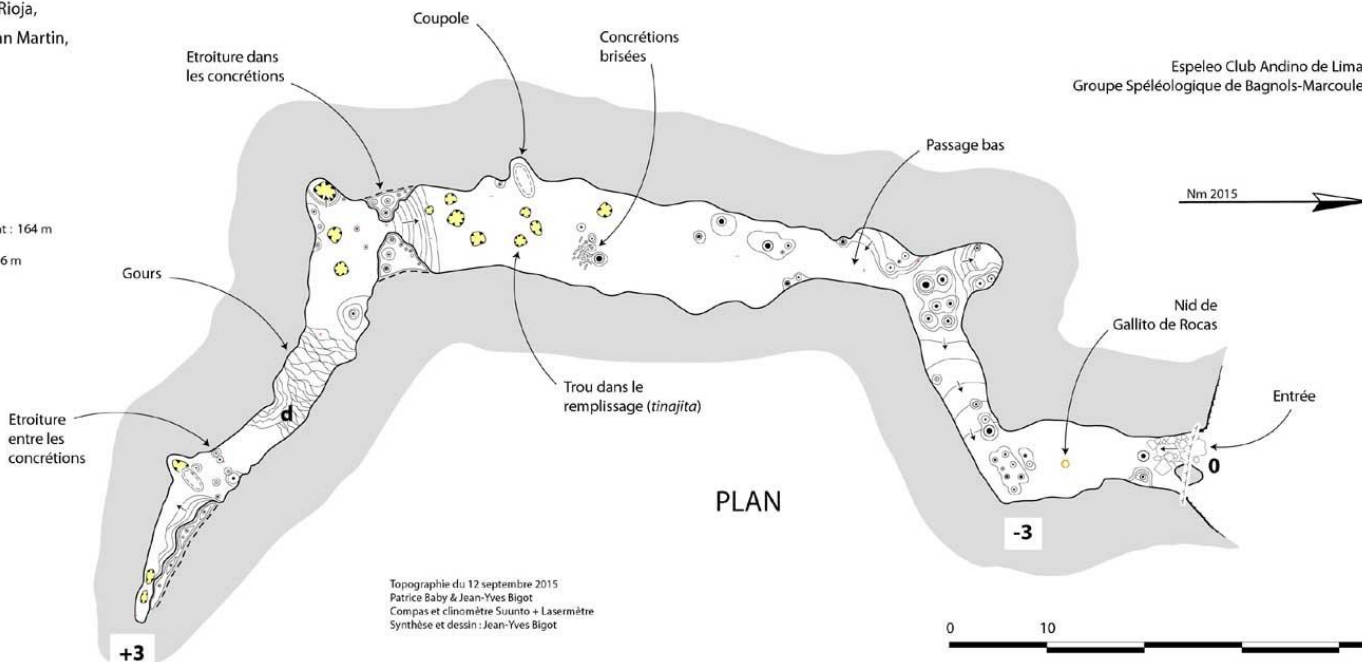 Rioja,
n Martin,
t : 164 m
6 m
Coupole
Concrétions
brisées
Etroiture dans
les concrétions
Espeleo Club Andino de Lima
Groupe Spéléologique de Bagnols-Marcoule
Passage bas
Nm 2015
Gours
Nid de
Gallito de Rocas
Entrée
0
Trou dans le
remplissage (tinajita)
Etroiture
entre les
concrétions
d
PLAN
-3
Topographie du 12 septembre 2015
Patrice Baby & Jean-Yves Bigot
Compas et clinomètre Suunto + Lasermètre
Synthèse et dessin : Jean-Yves Bigot
+3
0 10